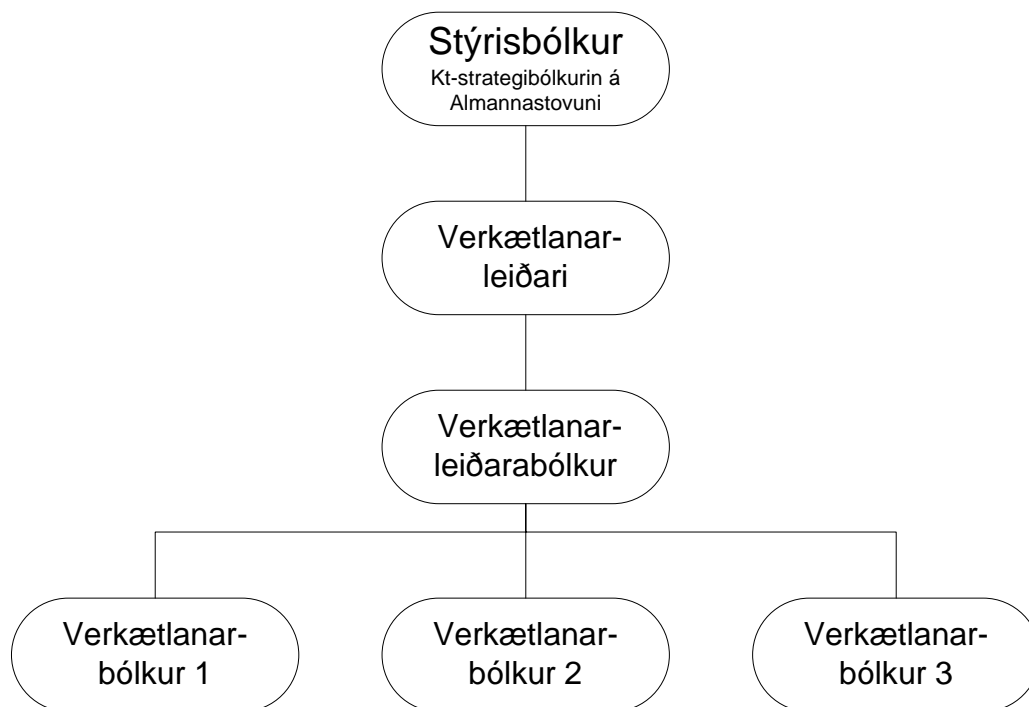 Stýrisbólkur
Kt-strategibólkurin á
Almannastovuni
Verkætlanar-
leiðari
Verkætlanar-
leiðarabólkur
Verkætlanar-
bólkur 1
Verkætlanar-
bólkur 2
Verkætlanar-
bólkur 3